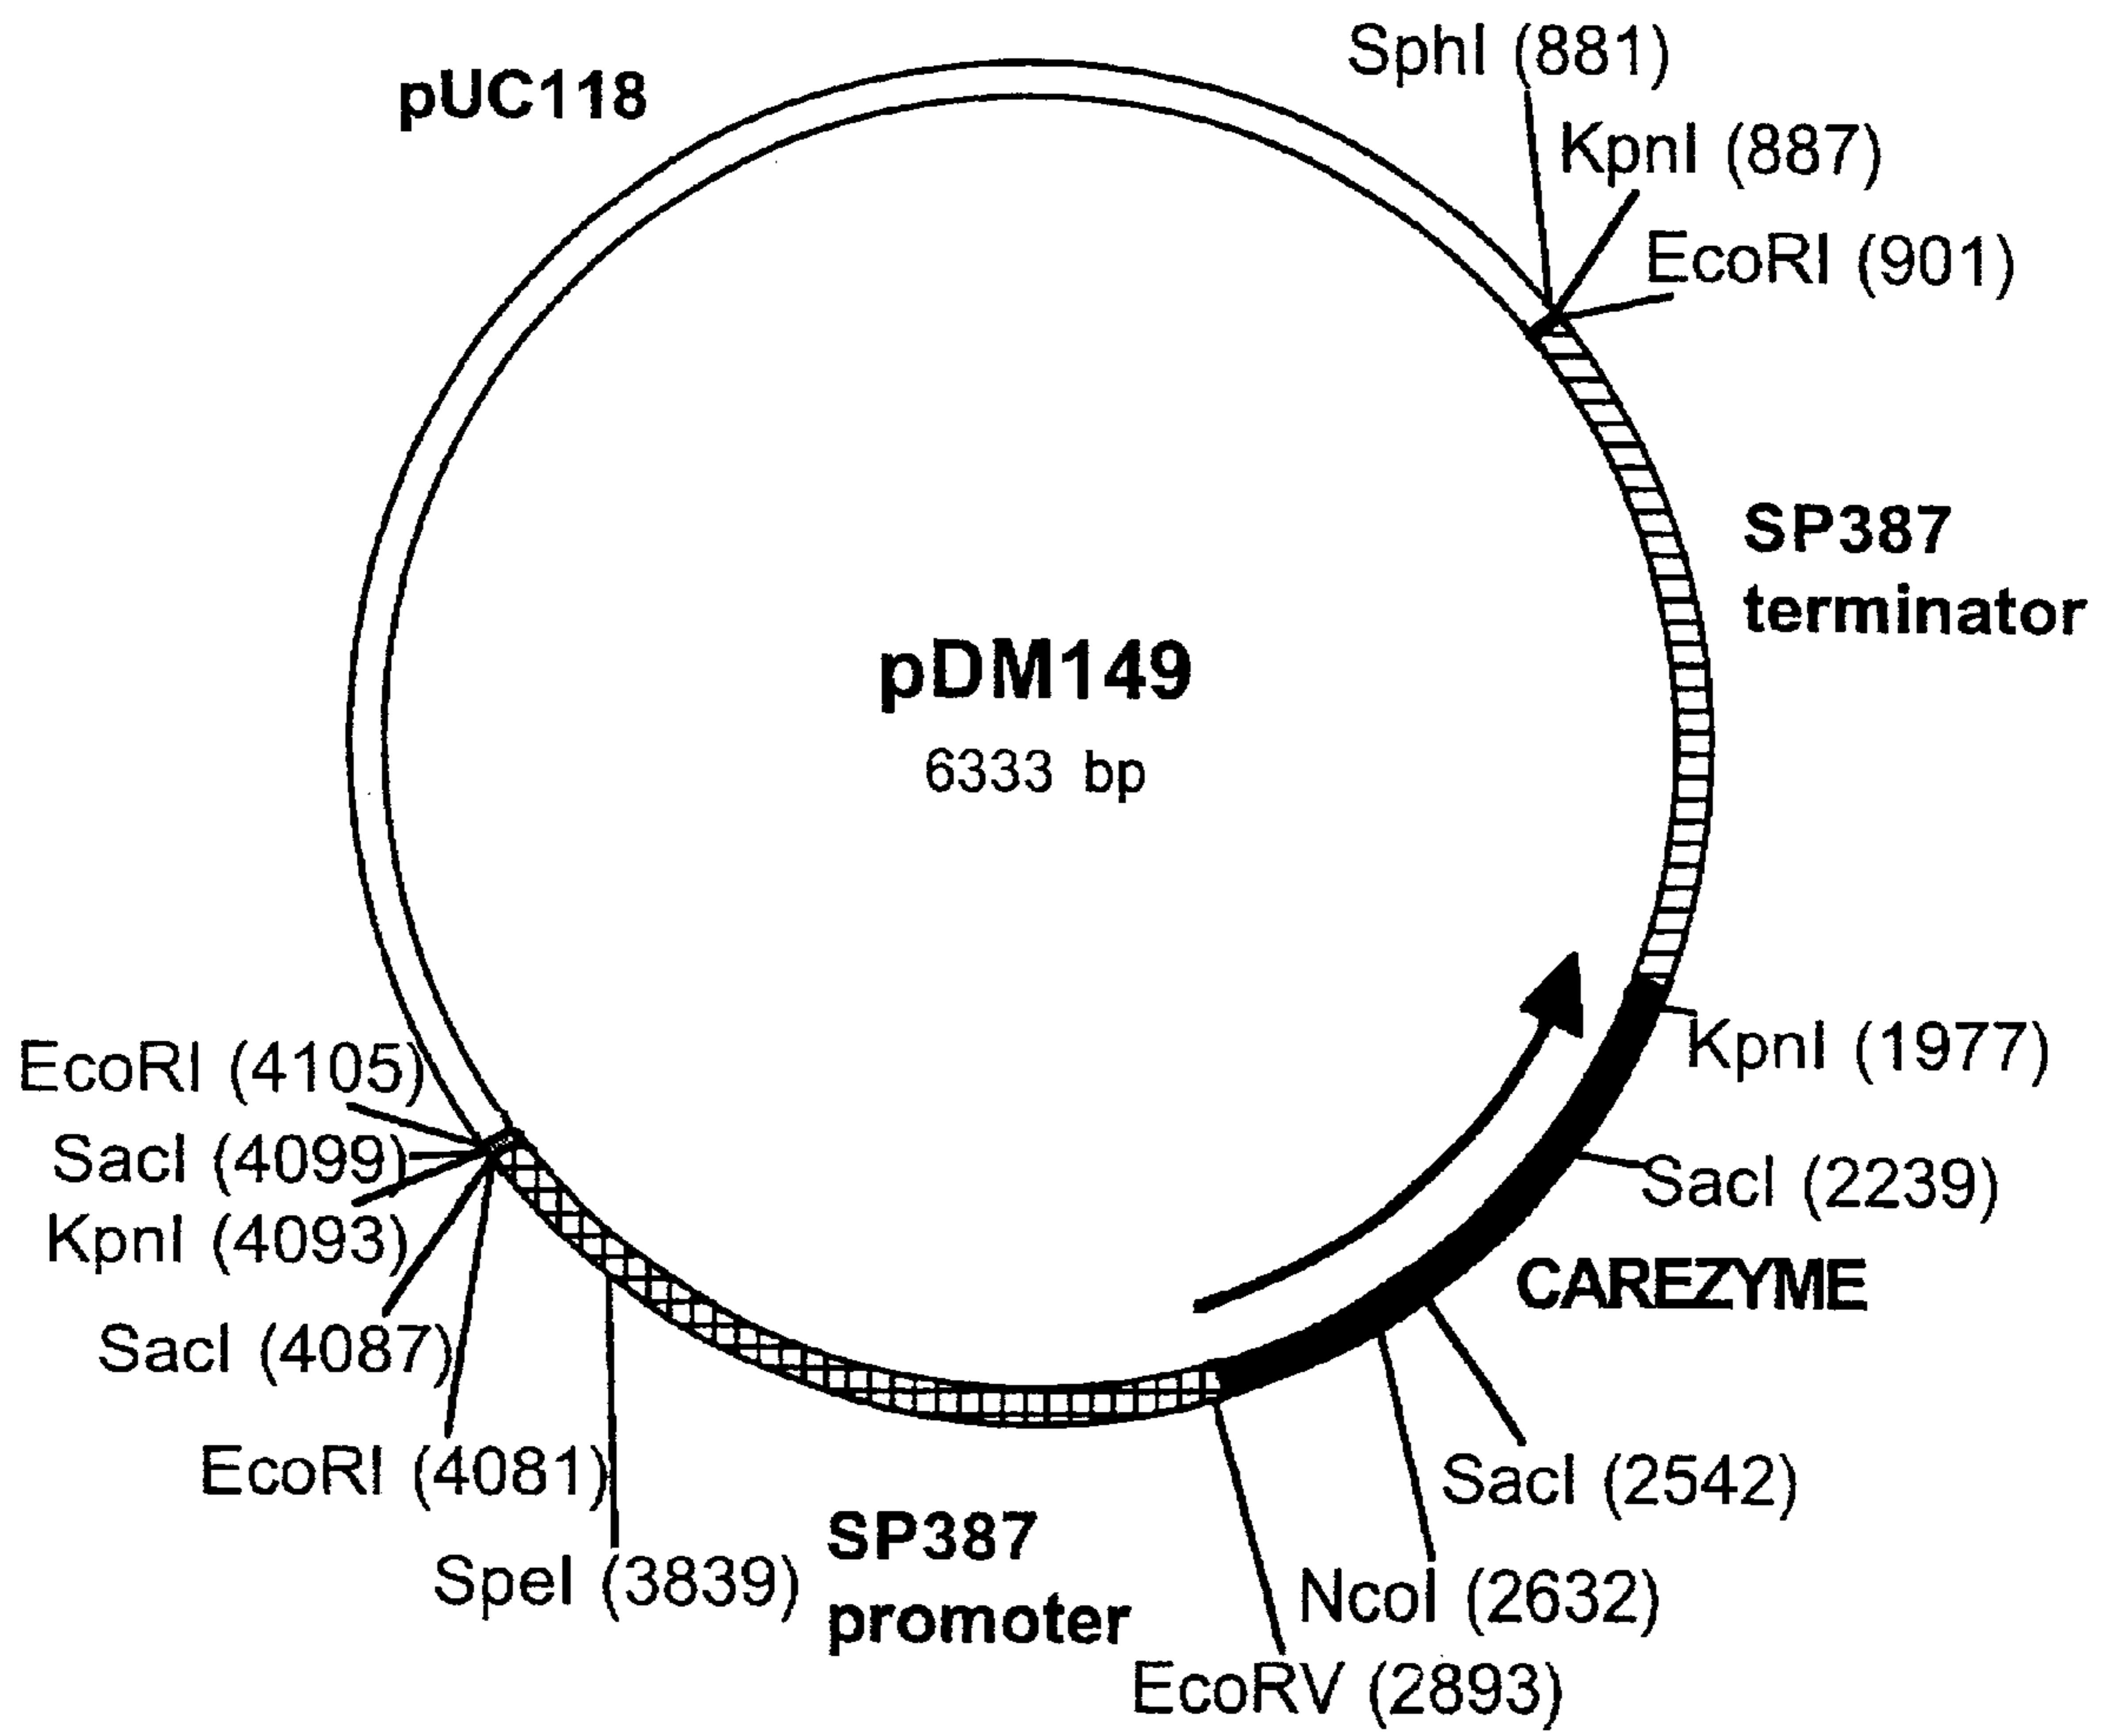 pUC118
SphI (881)
KpnI (887)
EcoRI (901)
SP387
terminator
pDM149
6333 bp
KpnI (1977)
SacI (2239)
CAREZYME
SacI (2542)
NcoI (2632)
EcoRV (2893)
SP387
promoter
SpeI (3839)
EcoRI (4081)
SacI (4087)
KpnI (4093)
SacI (4099)
EcoRI (4105)